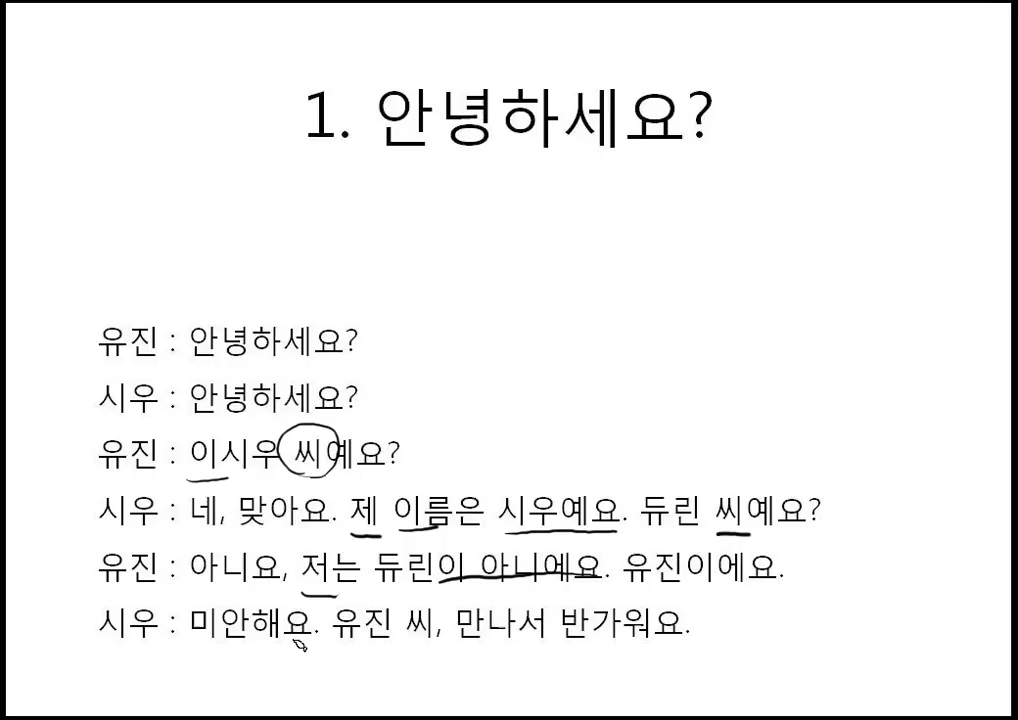 1. 안녕하세요?
유진 : 안녕하세요?
시우 : 안녕하세요?
유진 : 이시우 씨예요?
시우 : 네, 맞아요. 제 이름은 시우예요. 듀린 씨예요?
유진 : 아니요, 저는 듀린이 아니에요. 유진이에요.
시우 : 미안해요. 유진 씨, 만나서 반가워요.